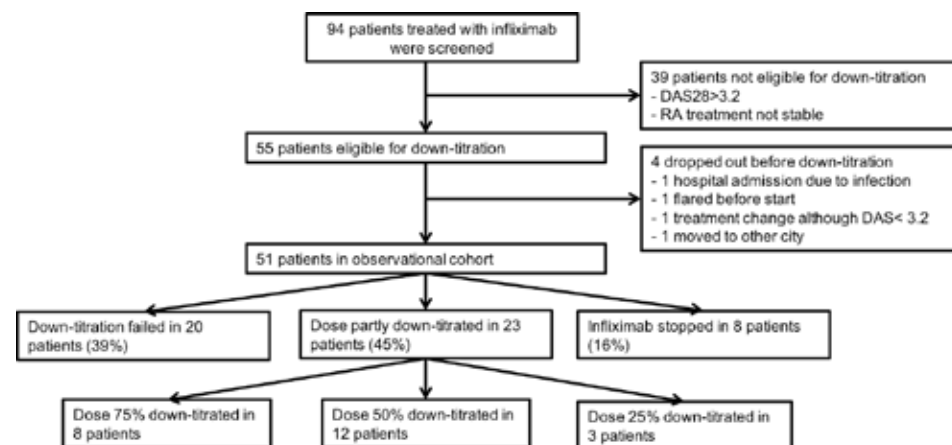 94 patients treated with infliximab
were screened
39 patients not eligible for down-titration
- DAS28>3.2
- RA treatment not stable
55 patients eligible for down-titration
4 dropped out before down-titration
- 1 hospital admission due to infection
- 1 flared before start
- 1 treatment change although DAS< 3.2
- 1 moved to other city
51 patients in observational cohort
Down-titration failed in 20
patients (39%)
Dose partly down-titrated in 23
patients (45%)
Infliximab stopped in 8 patients
(16%)
Dose 75% down-titrated in
8 patients
Dose 50% down-titrated in
12 patients
Dose 25% down-titrated in
3 patients